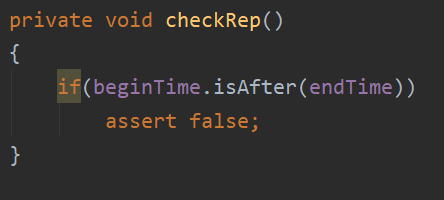 private void checkRep()
{
    if(beginTime.isAfter(endTime))
        assert false;
}